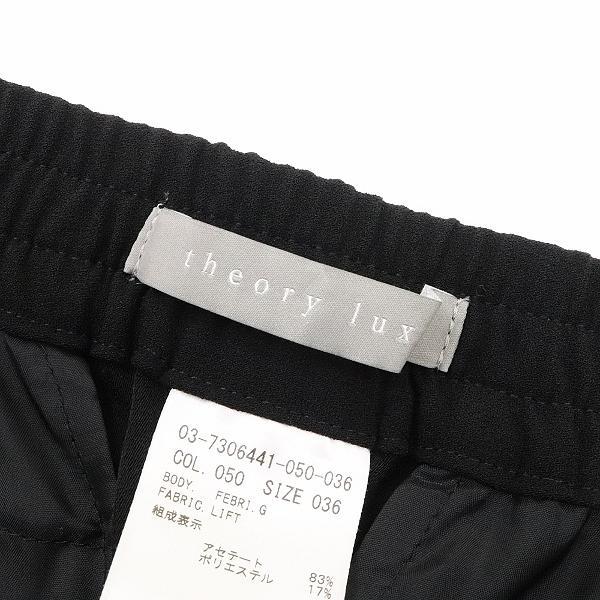 theory lux
03-7306441-050-036
COL. 050 SIZE 036
BODY. FEBRI.G
FABRIC.LIFT
組成表示
アセテート 83%
ポリエステル 17%